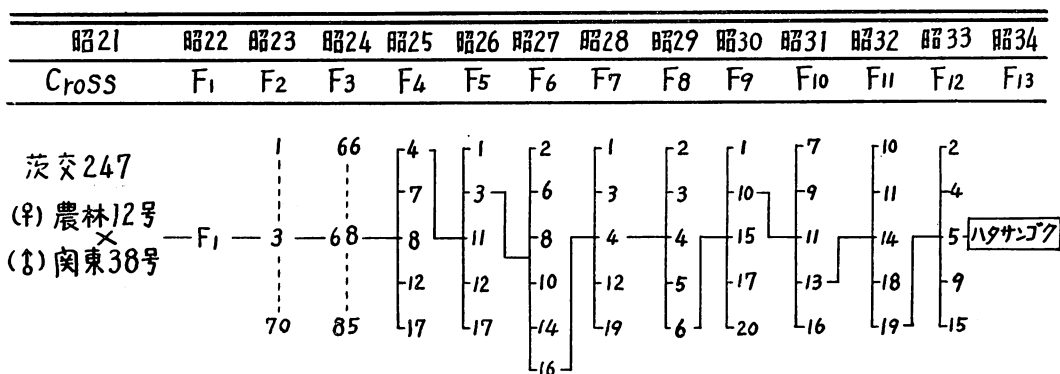 昭21 昭22 昭23 昭24 昭25 昭26 昭27 昭28 昭29 昭30 昭31 昭32 昭33 昭34
Cross F1 F2 F3 F4 F5 F6 F7 F8 F9 F10 F11 F12 F13
1 66 4 1 2 1 2 1 7 10 2
茨交247
7 3 6 3 3 10 9 11 4
(♀) 農林12号
× F1 3 68 8 11 8 4 4 15 11 14 5 ハタサンゴク
(♂) 関東38号
12 12 10 12 5 17 13 18 9
70 85 17 17 14 19 6 20 16 19 15
16